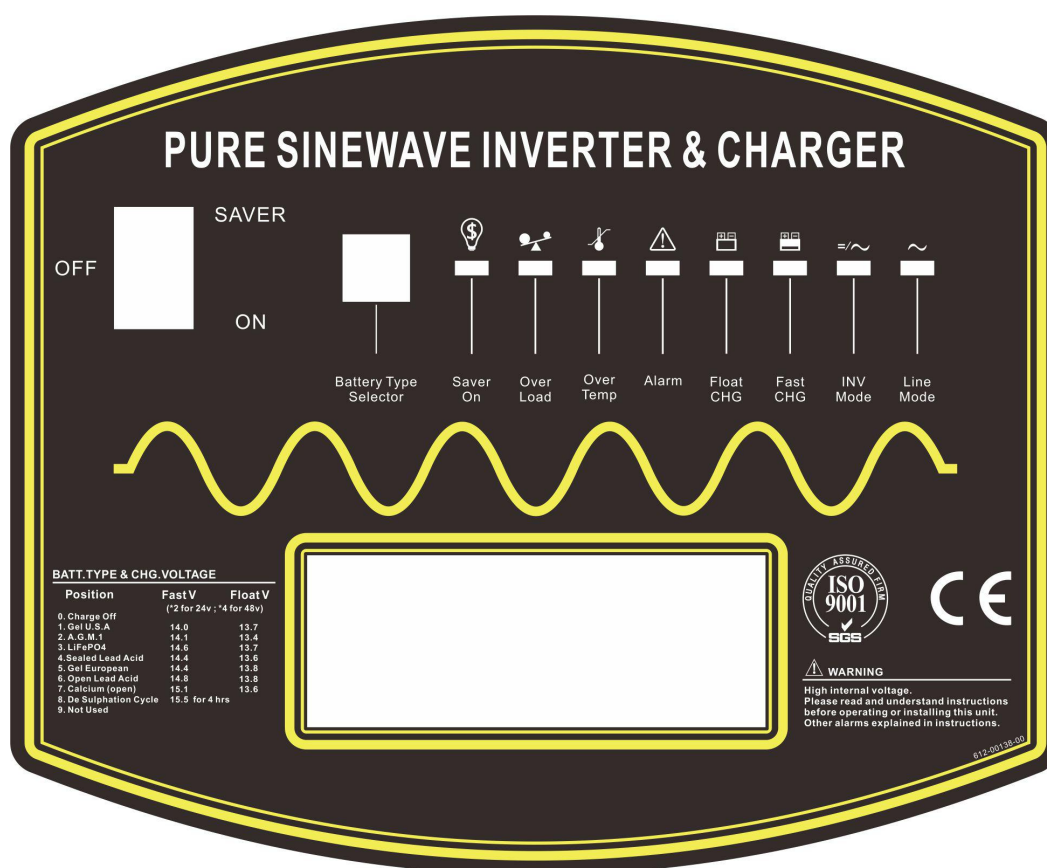 PURE SINEWAVE INVERTER & CHARGER
SAVER
OFF
ON
$
=/~
~
Battery Type
Selector
Saver
On
Over
Load
Over
Temp
Alarm
Float
CHG
Fast
CHG
INV
Mode
Line
Mode
BATT.TYPE & CHG.VOLTAGE
Position Fast V Float V
(*2 for 24v ; *4 for 48v)
0. Charge Off
1. Gel U.S.A 14.0 13.7
2. A.G.M.1 14.1 13.4
3. LiFePO4 14.6 13.7
4.Sealed Lead Acid 14.4 13.6
5. Gel European 14.4 13.8
6. Open Lead Acid 14.8 13.8
7. Calcium (open) 15.1 13.6
8. De Sulphation Cycle 15.5 for 4 hrs
9. Not Used
QUALITY ASSURED FIRM
ISO
9001
SGS
CE
WARNING
High internal voltage.
Please read and understand instructions
before operating or installing this unit.
Other alarms explained in instructions.
612-00138-00